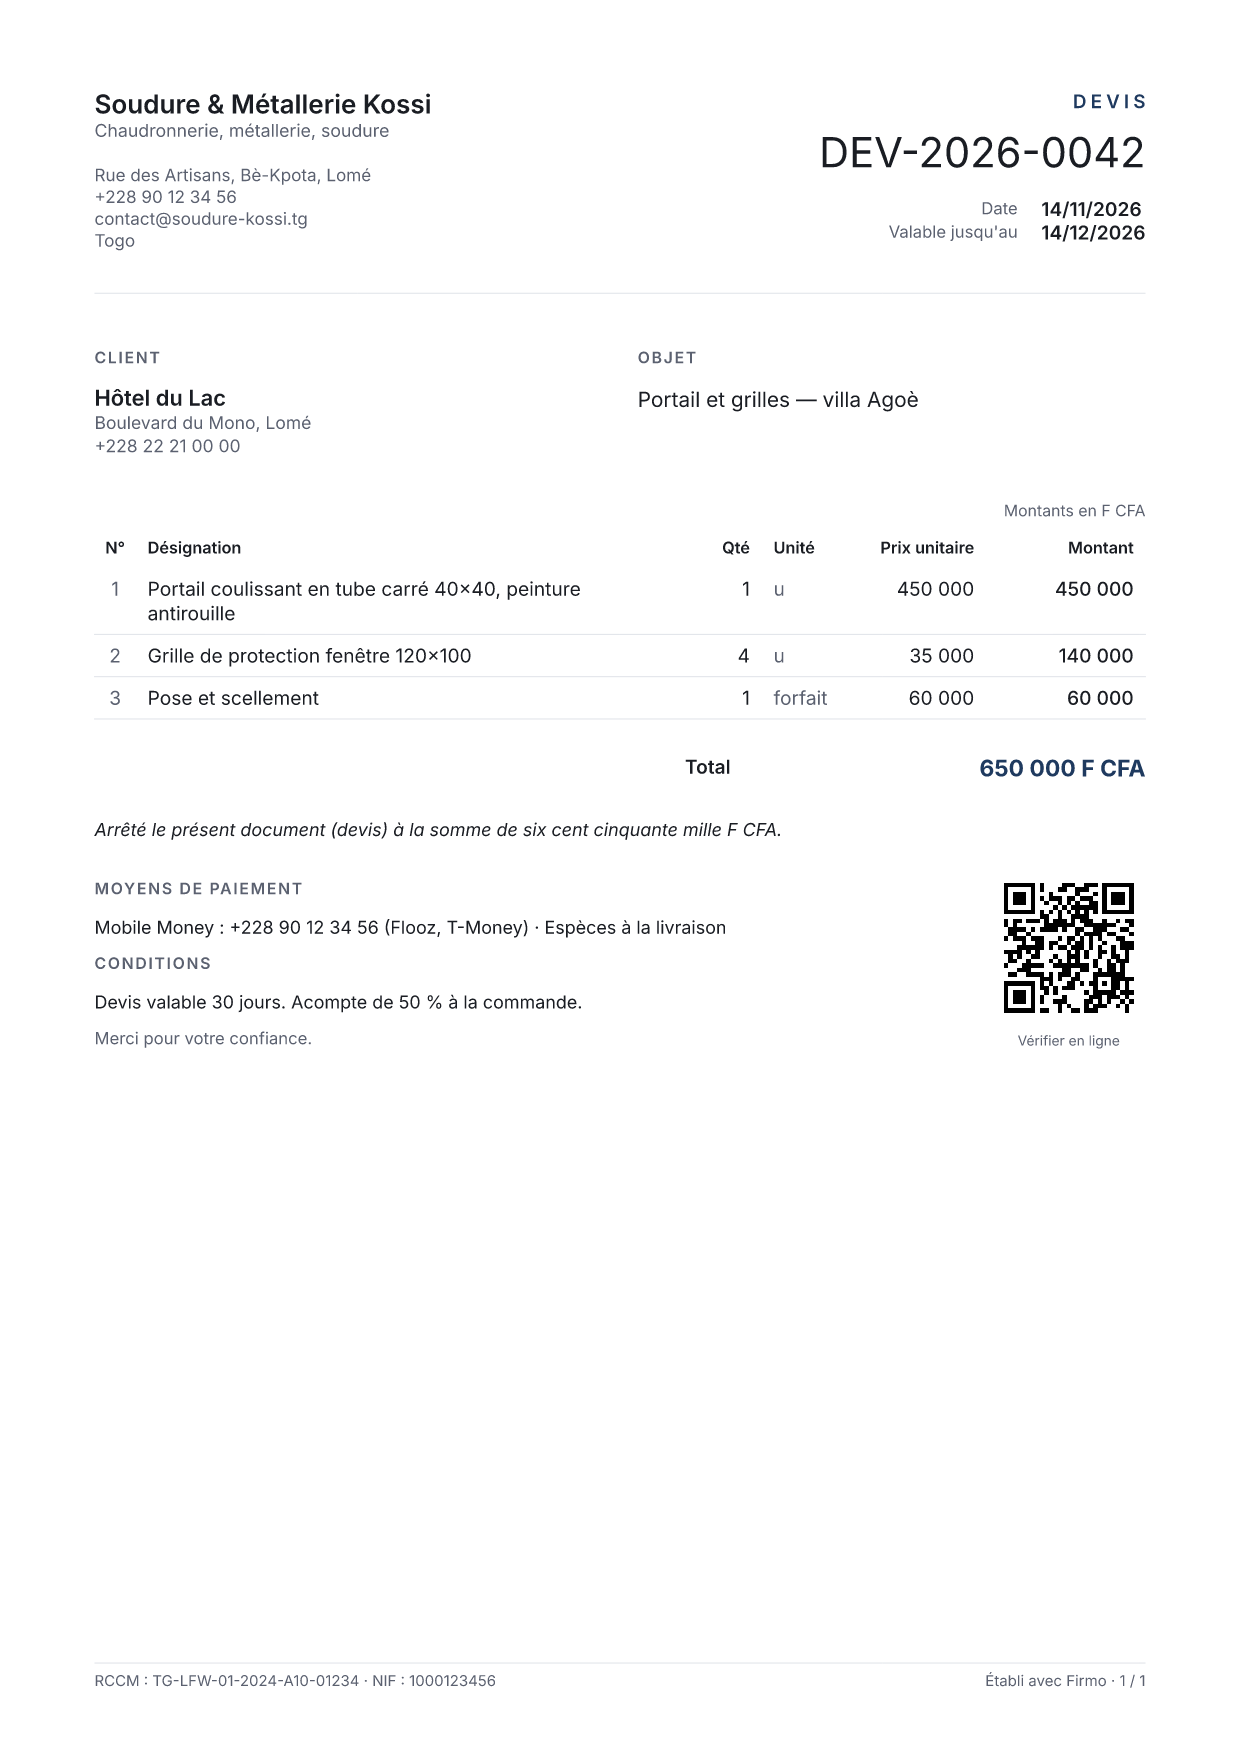 Soudure & Métallerie Kossi
Chaudronnerie, métallerie, soudure
Rue des Artisans, Bè-Kpota, Lomé
+228 90 12 34 56
contact@soudure-kossi.tg
Togo
DEVIS
DEV-2026-0042
Date 14/11/2026
Valable jusqu'au 14/12/2026
CLIENT
Hôtel du Lac
Boulevard du Mono, Lomé
+228 22 21 00 00
OBJET
Portail et grilles — villa Agoè
Montants en F CFA
N° Désignation Qté Unité Prix unitaire Montant
1 Portail coulissant en tube carré 40×40, peinture 1 u 450 000 450 000
antirouille
2 Grille de protection fenêtre 120×100 4 u 35 000 140 000
3 Pose et scellement 1 forfait 60 000 60 000
Total 650 000 F CFA
Arrêté le présent document (devis) à la somme de six cent cinquante mille F CFA.
MOYENS DE PAIEMENT
Mobile Money : +228 90 12 34 56 (Flooz, T-Money) · Espèces à la livraison
CONDITIONS
Devis valable 30 jours. Acompte de 50 % à la commande.
Merci pour votre confiance.
Vérifier en ligne
RCCM : TG-LFW-01-2024-A10-01234 · NIF : 1000123456
Établi avec Firmo · 1 / 1